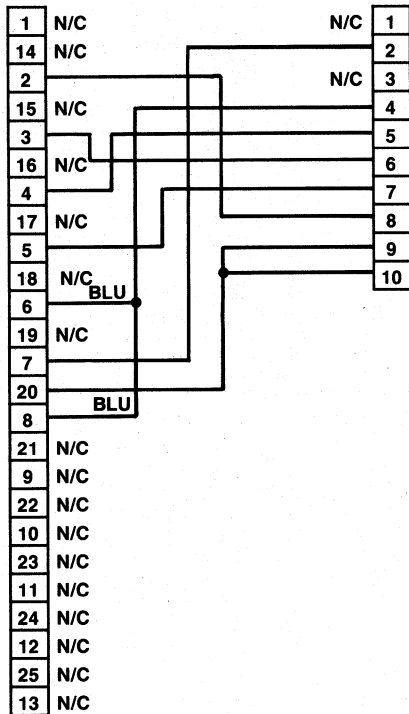 1 N/C N/C 1
14 N/C 2
2 N/C 3
15 N/C 4
3 5
16 N/C 6
4 7
17 N/C 8
5 9
18 N/C 10
BLU
6
19 N/C
7
20
BLU
8
21 N/C
9 N/C
22 N/C
10 N/C
23 N/C
11 N/C
24 N/C
12 N/C
25 N/C
13 N/C